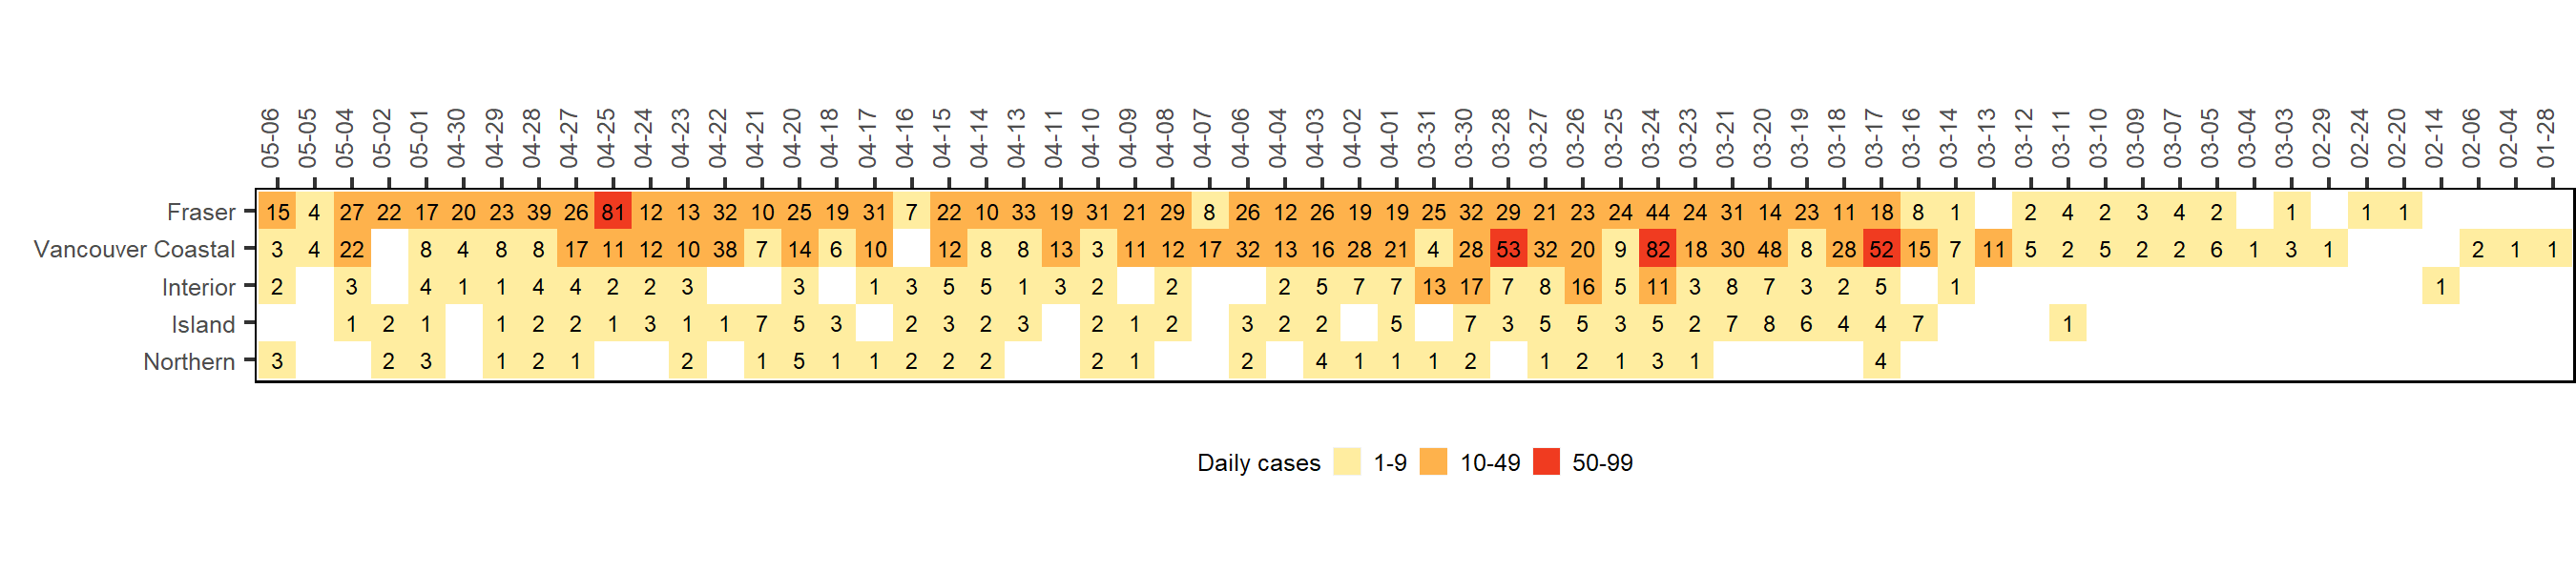 05-06 05-05 05-04 05-02 05-01 04-30 04-29 04-28 04-27 04-25 04-24 04-23 04-22 04-21 04-20 04-18 04-17 04-16 04-15 04-14 04-13 04-11 04-10 04-09 04-08 04-07 04-06 04-04 04-03 04-02 04-01 03-31 03-30 03-28 03-27 03-26 03-25 03-24 03-23 03-21 03-20 03-19 03-18 03-17 03-16 03-14 03-13 03-12 03-11 03-10 03-09 03-07 03-05 03-04 03-03 02-29 02-24 02-20 02-14 02-06 02-04 01-28
Fraser 15 4 27 22 17 20 23 39 26 81 12 13 32 10 25 19 31 7 22 10 33 19 31 21 29 8 26 12 26 19 19 25 32 29 21 23 24 44 24 31 14 23 11 18 8 1 2 4 2 3 4 2 1 1 1
Vancouver Coastal 3 4 22 8 4 8 8 17 11 12 10 38 7 14 6 10 12 8 8 13 3 11 12 17 32 13 16 28 21 4 28 53 32 20 9 82 18 30 48 8 28 52 15 7 11 5 2 5 2 2 6 1 3 1 2 1 1
Interior 2 3 4 1 1 4 4 2 2 3 3 1 3 5 5 1 3 2 2 2 5 7 7 13 17 7 8 16 5 11 3 8 7 3 2 5 1 1
Island 1 2 1 1 2 2 1 3 1 1 7 5 3 2 3 2 3 2 1 2 3 2 2 5 7 3 5 5 3 5 2 7 8 6 4 4 7 1
Northern 3 2 3 1 2 1 2 1 5 1 1 2 2 2 2 1 2 4 1 1 1 2 1 2 1 3 1 4
Daily cases 1-9 10-49 50-99